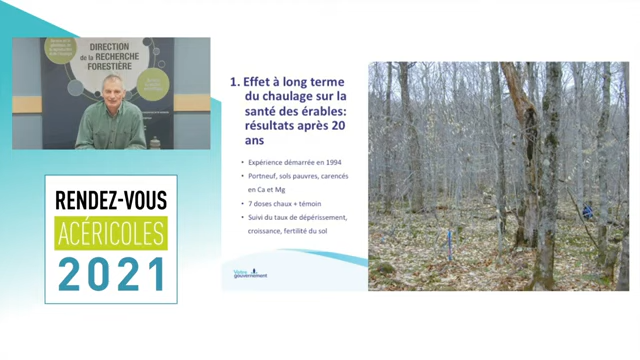 DIRECTION
de la RECHERCHE
FORESTIÈRE
RENDEZ-VOUS
ACÉRICOLES
2021
1. Effet à long terme
du chaulage sur la
santé des érables:
résultats après 20
ans
• Expérience démarrée en 1994
• Portneuf, sols pauvres, carencés
en Ca et Mg
• 7 doses chaux + témoin
• Suivi du taux de dépérissement,
croissance, fertilité du sol
Votre
gouvernement